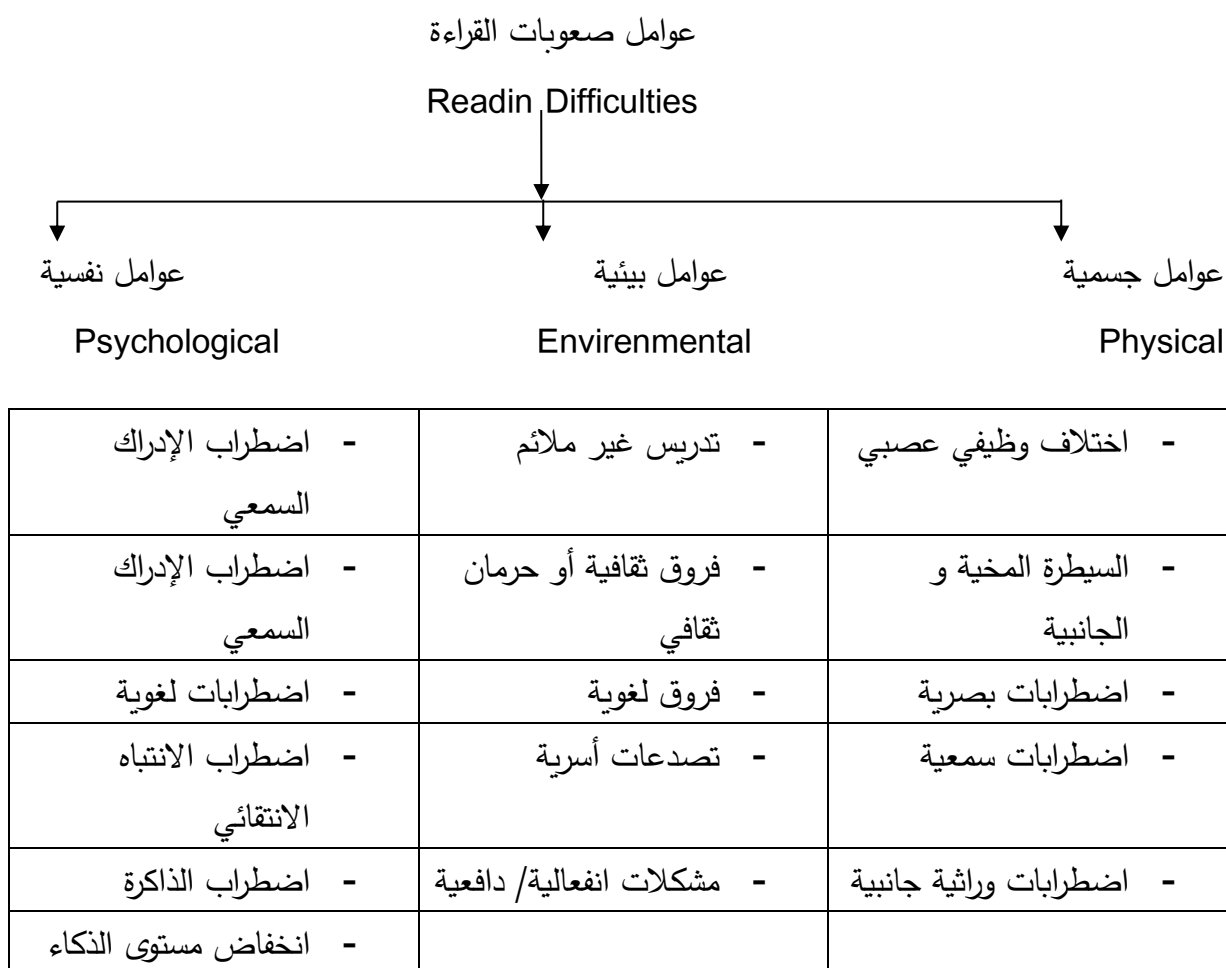 عوامل صعوبات القراءة
Readin Difficulties
عوامل جسمية
عوامل بيئية
عوامل نفسية
Physical
Envirenmental
Psychological
- اختلاف وظيفي عصبي
- تدريس غير ملائم
- اضطراب الإدراك
السمعي
- السيطرة المخية و
الجانبية
- فروق ثقافية أو حرمان
ثقافي
- اضطراب الإدراك
السمعي
- اضطرابات بصرية
- فروق لغوية
- اضطرابات لغوية
- اضطرابات سمعية
- تصدعات أسرية
- اضطراب الانتباه
الانتقائي
- اضطرابات وراثية جانبية
- مشكلات انفعالية/ دافعية
- اضطراب الذاكرة
- انخفاض مستوى الذكاء